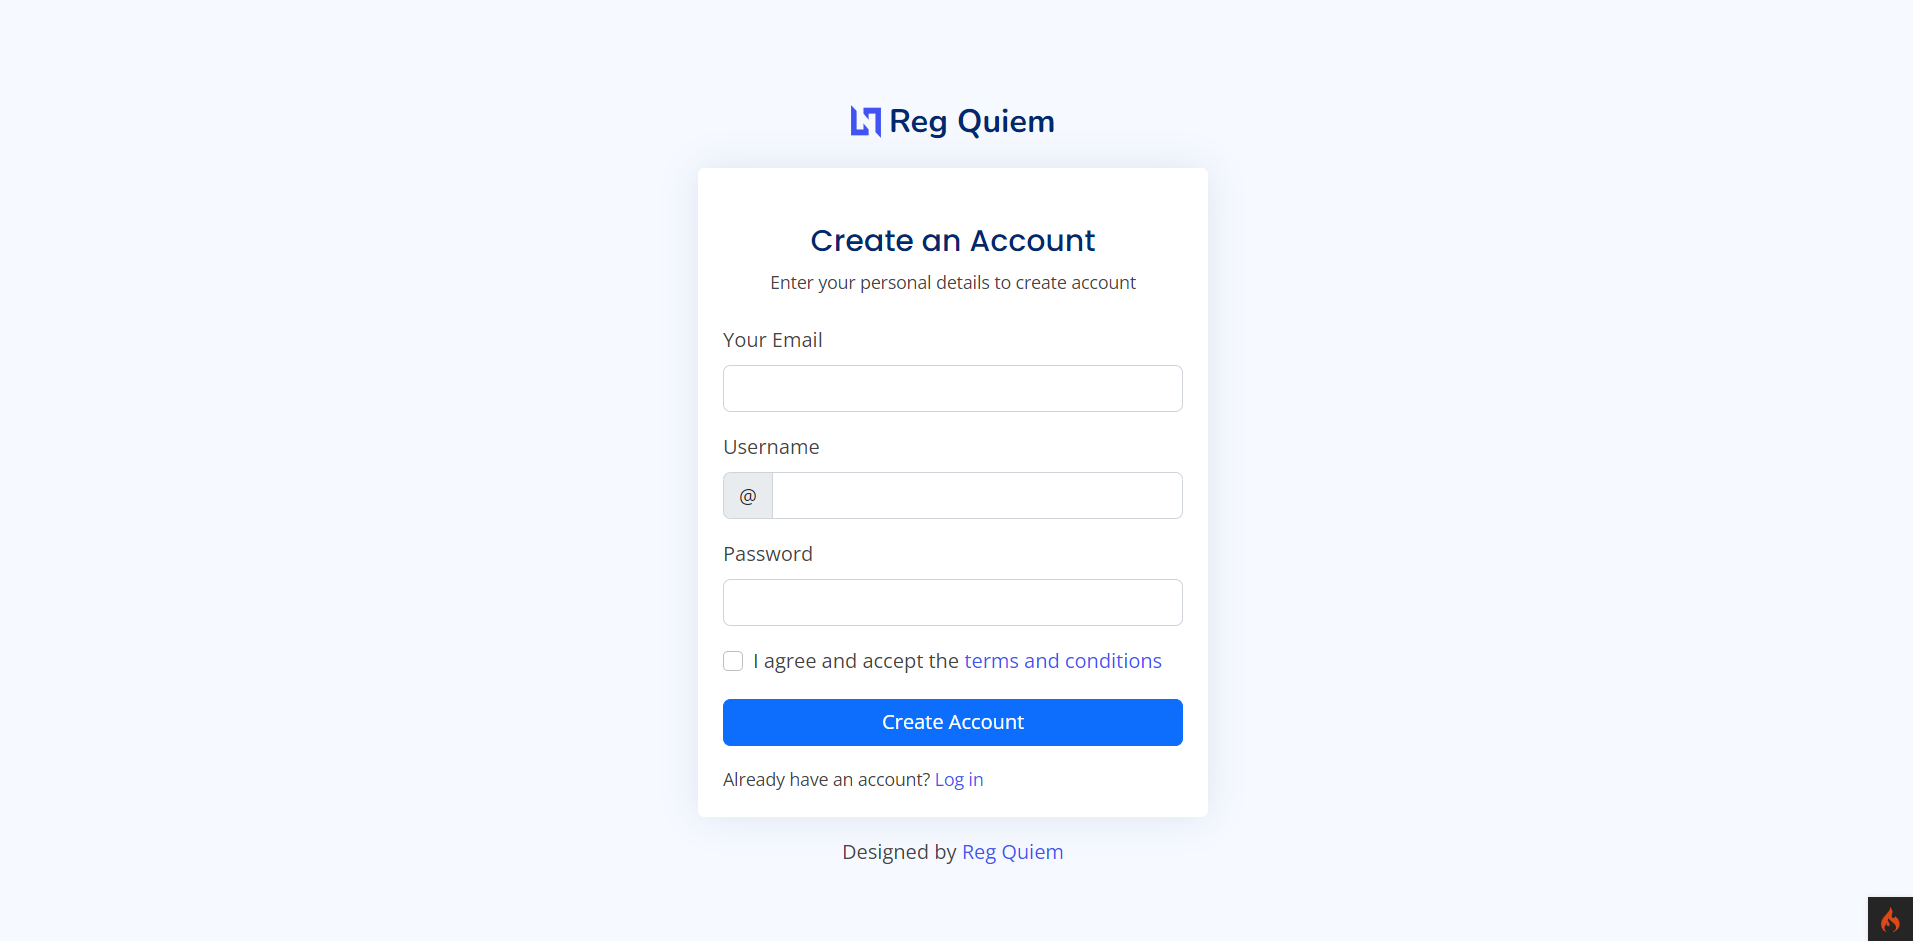 Reg Quiem
Create an Account
Enter your personal details to create account
Your Email
Username
@
Password
I agree and accept the terms and conditions
Create Account
Already have an account? Log in
Designed by Reg Quiem